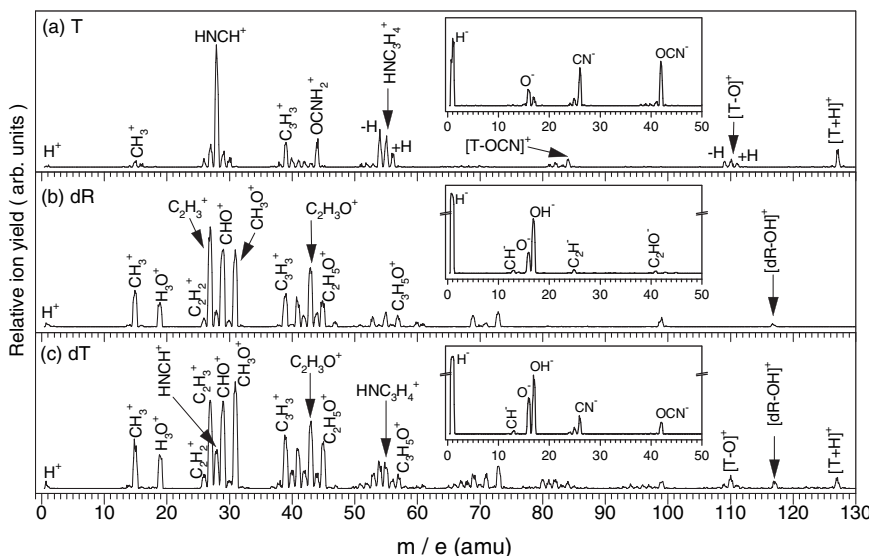 Relative ion yield ( arb. units )
(a) T
H⁺
CH₃⁺
HNCH⁺
C₃H₃⁺
OCNH₂⁺
-H
HNC₃H₄⁺
+H
[T-OCN]⁺
-H
[T-O]⁺
+H
[T+H]⁺
H⁻
O⁻
CN⁻
OCN⁻
0 10 20 30 40 50
(b) dR
H⁺
CH₃⁺
H₃O⁺
C₂H₂⁺
C₂H₃⁺
CHO⁺
CH₃O⁺
C₃H₃⁺
C₂H₃O⁺
C₂H₅O⁺
C₃H₅O⁺
[dR-OH]⁺
H⁻
CH⁻
O⁻
OH⁻
C₂H⁻
C₂HO⁻
0 10 20 30 40 50
(c) dT
H⁺
CH₃⁺
H₃O⁺
C₂H₂⁺
HNCH⁺
C₂H₃⁺
CHO⁺
CH₃O⁺
C₃H₃⁺
C₂H₃O⁺
C₂H₅O⁺
HNC₃H₄⁺
C₃H₅O⁺
[T-O]⁺
[dR-OH]⁺
[T+H]⁺
H⁻
CH⁻
O⁻
OH⁻
CN⁻
OCN⁻
0 10 20 30 40 50
0 10 20 30 40 50 60 70 80 90 100 110 120 130
m / e (amu)